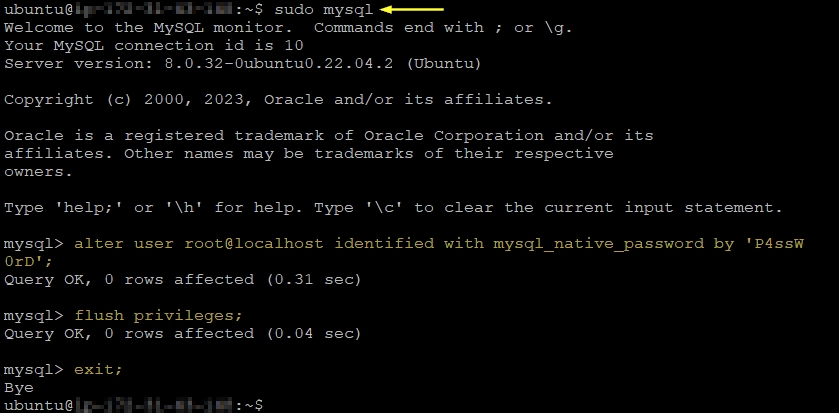 ubuntu@:~$ sudo mysql
Welcome to the MySQL monitor.  Commands end with ; or \g.
Your MySQL connection id is 10
Server version: 8.0.32-0ubuntu0.22.04.2 (Ubuntu)
Copyright (c) 2000, 2023, Oracle and/or its affiliates.
Oracle is a registered trademark of Oracle Corporation and/or its
affiliates. Other names may be trademarks of their respective
owners.
Type 'help;' or '\h' for help. Type '\c' to clear the current input statement.
mysql> alter user root@localhost identified with mysql_native_password by 'P4ssW
0rD';
Query OK, 0 rows affected (0.31 sec)
mysql> flush privileges;
Query OK, 0 rows affected (0.04 sec)
mysql> exit;
Bye
ubuntu@:~$